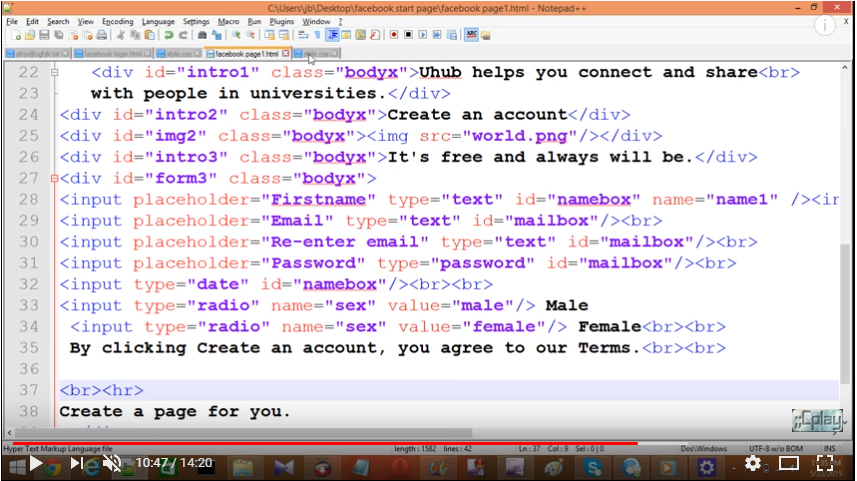 C:\Users\jb\Desktop\facebook start page\facebook page1.html - Notepad++
File Edit Search View Encoding Language Settings Macro Run Plugins Window ?
facebook login.html style.css facebook page1.html style.css
22 <div id="intro1" class="bodyx">Uhub helps you connect and share<br>
23 with people in universities.</div>
24 <div id="intro2" class="bodyx">Create an account</div>
25 <div id="img2" class="bodyx"><img src="world.png"/></div>
26 <div id="intro3" class="bodyx">It's free and always will be.</div>
27 <div id="form3" class="bodyx">
28 <input placeholder="Firstname" type="text" id="namebox" name="name1" /><in
29 <input placeholder="Email" type="text" id="mailbox"/><br>
30 <input placeholder="Re-enter email" type="text" id="mailbox"/><br>
31 <input placeholder="Password" type="password" id="mailbox"/><br>
32 <input type="date" id="namebox"/><br><br>
33 <input type="radio" name="sex" value="male"/> Male
34 <input type="radio" name="sex" value="female"/> Female<br><br>
35 By clicking Create an account, you agree to our Terms.<br><br>
36
37 <br><hr>
38 Create a page for you.
;;Cplay
Hyper Text Markup Language file length : 1582 lines : 42 Ln : 37 Col : 9 Sel : 0 | 0 Dos\Windows UTF-8 w/o BOM INS
10:47 / 14:20